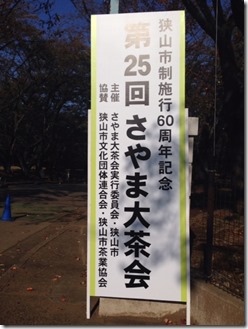 狭山市制施行60周年記念
第25回 さやま大茶会
主催 さやま大茶会実行委員会・狭山市
協賛 狭山市文化団体連合会・狭山市茶業協会